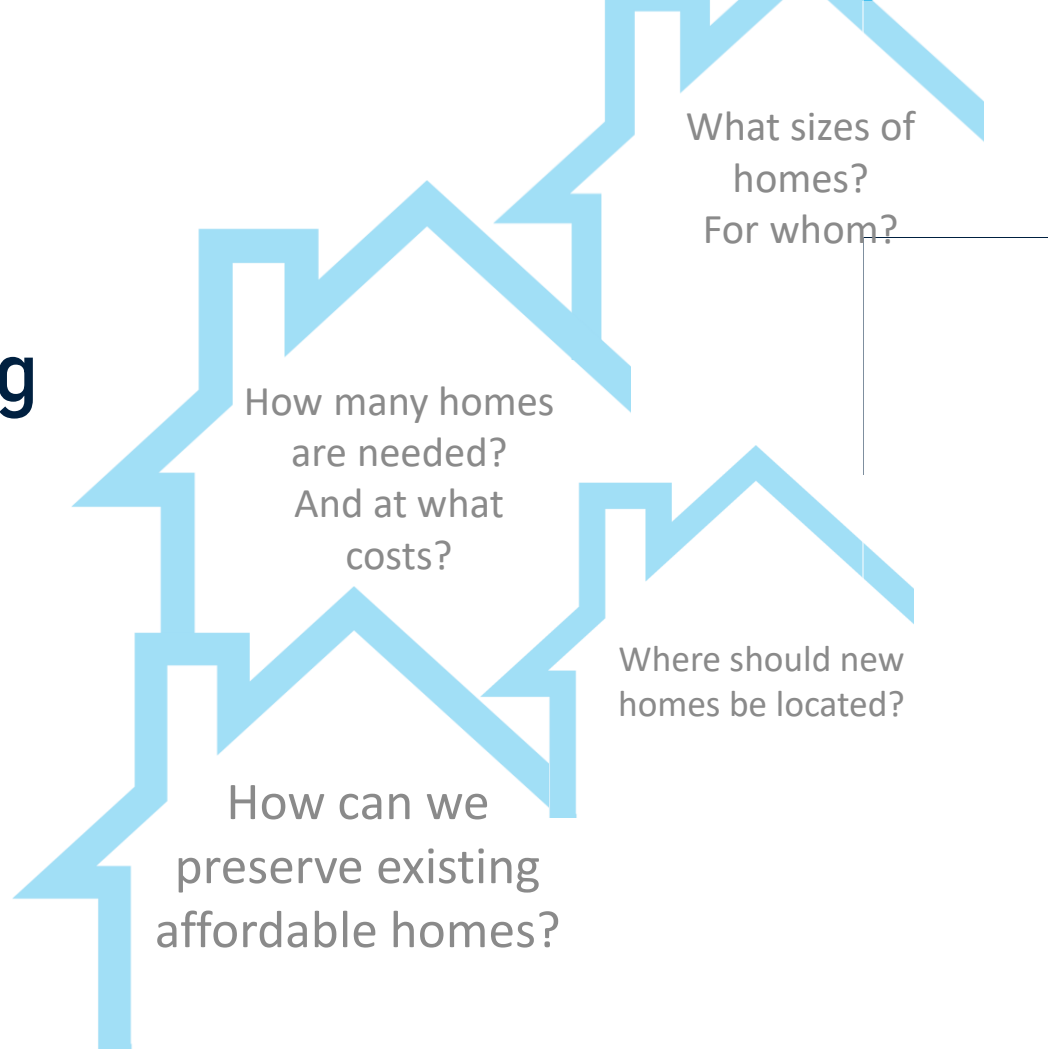 What sizes of
homes?
For whom?
g
How many homes
are needed?
And at what
costs?
Where should new
homes be located?
How can we
preserve existing
affordable homes?